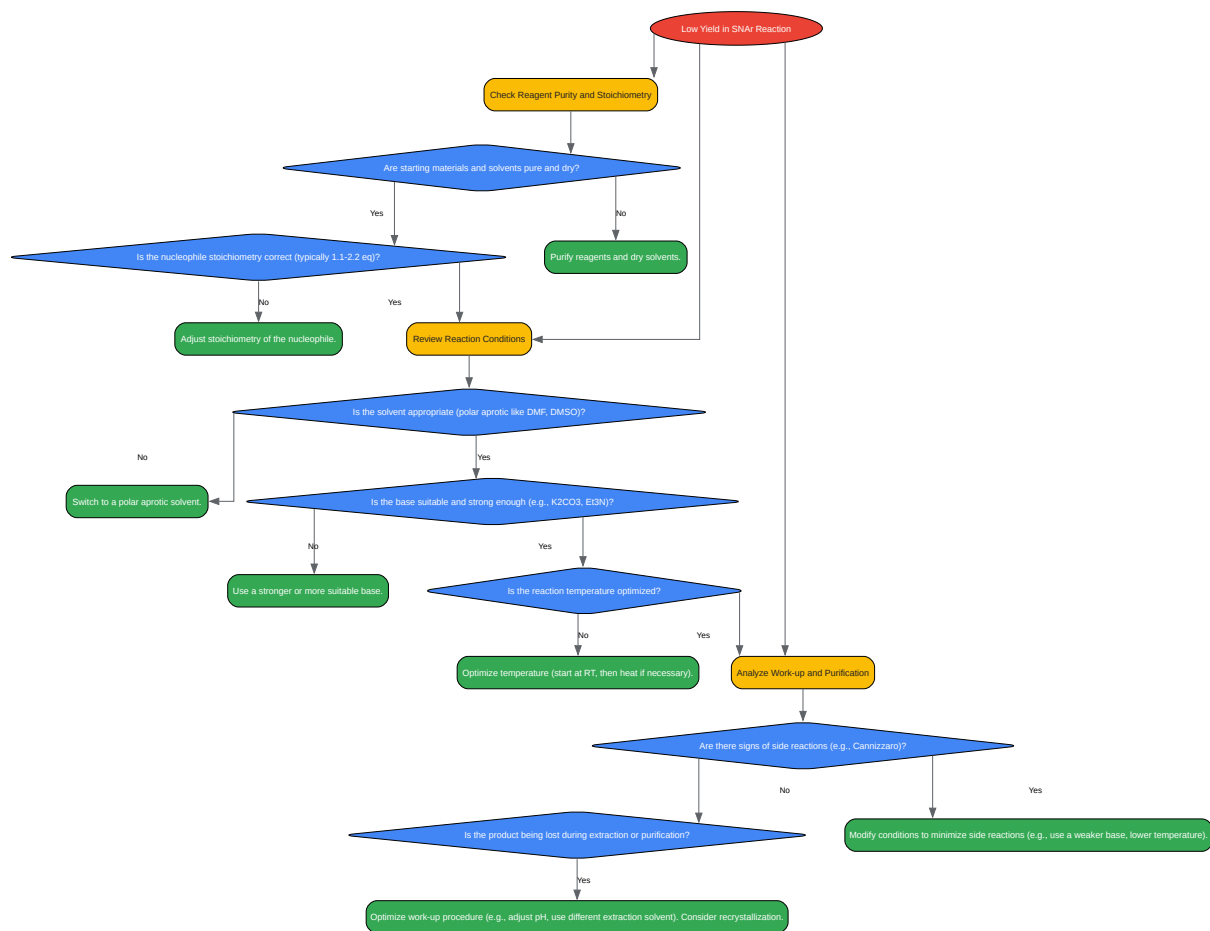 Low Yield in SNAr Reaction
Check Reagent Purity and Stoichiometry
Are starting materials and solvents pure and dry?
Yes
No
Is the nucleophile stoichiometry correct (typically 1.1-2.2 eq)?
Purify reagents and dry solvents.
No
Yes
Adjust stoichiometry of the nucleophile.
Review Reaction Conditions
Is the solvent appropriate (polar aprotic like DMF, DMSO)?
No
Yes
Switch to a polar aprotic solvent.
Is the base suitable and strong enough (e.g., K2CO3, Et3N)?
No
Yes
Use a stronger or more suitable base.
Is the reaction temperature optimized?
No
Yes
Optimize temperature (start at RT, then heat if necessary).
Analyze Work-up and Purification
Are there signs of side reactions (e.g., Cannizzaro)?
No
Yes
Is the product being lost during extraction or purification?
Modify conditions to minimize side reactions (e.g., use a weaker base, lower temperature).
Yes
Optimize work-up procedure (e.g., adjust pH, use different extraction solvent). Consider recrystallization.